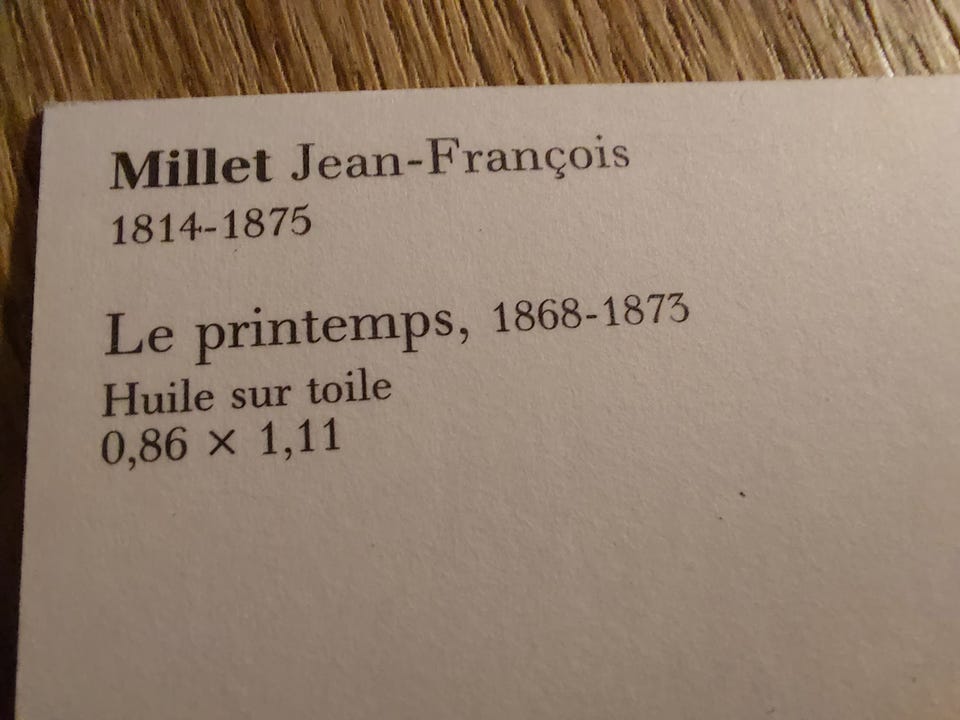 Millet Jean-François
1814-1875
Le printemps, 1868-1873
Huile sur toile
0,86 × 1,11